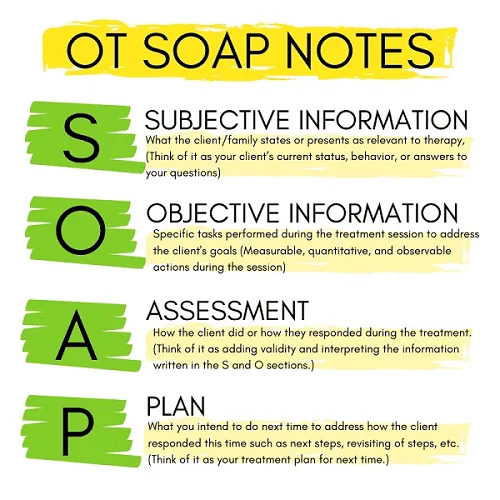 OT SOAP NOTES
S
SUBJECTIVE INFORMATION
What the client/family states or presents as relevant to therapy,
(Think of it as your client's current status, behavior, or answers to
your questions)
O
OBJECTIVE INFORMATION
Specific tasks performed during the treatment session to address
the client's goals (Measurable, quantitative, and observable
actions during the session)
A
ASSESSMENT
How the client did or how they responded during the treatment.
(Think of it as adding validity and interpreting the information
written in the S and O sections.)
P
PLAN
What you intend to do next time to address how the client
responded this time such as next steps, revisiting of steps, etc.
(Think of it as your treatment plan for next time.)